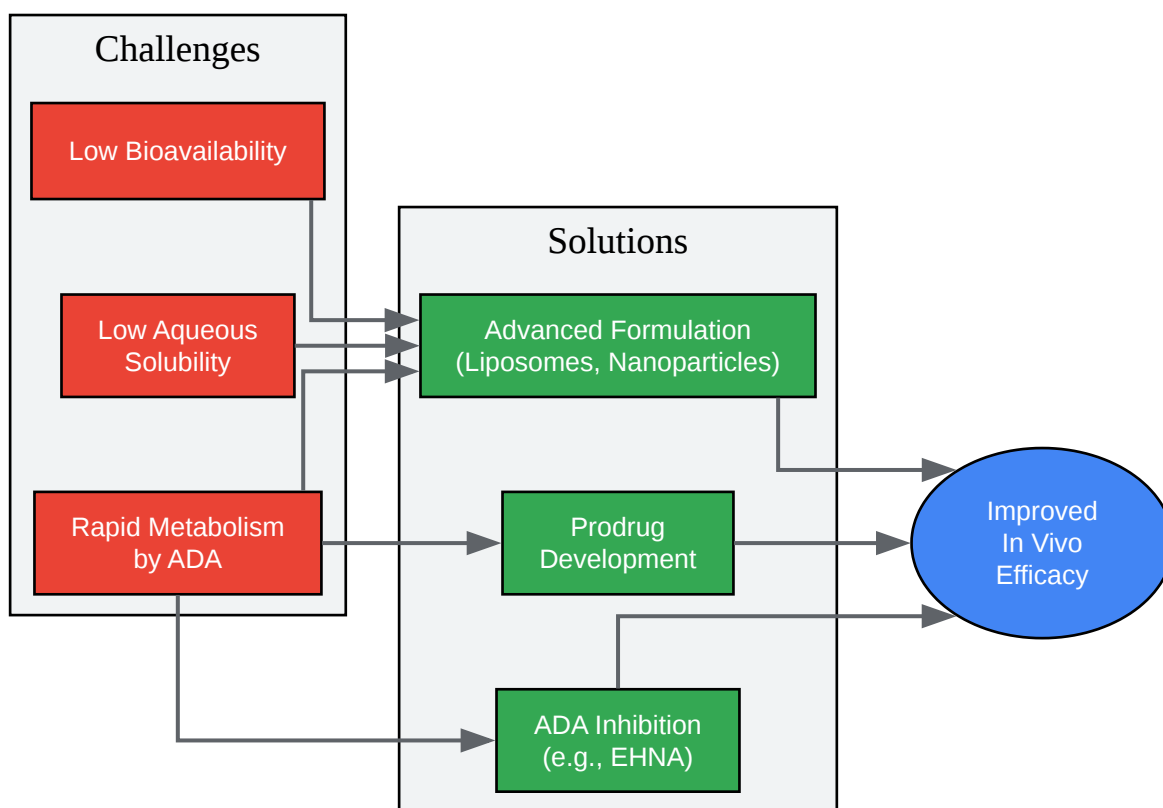 Challenges
Low Bioavailability
Low Aqueous
Solubility
Rapid Metabolism
by ADA
Solutions
Advanced Formulation
(Liposomes, Nanoparticles)
Prodrug
Development
ADA Inhibition
(e.g., EHNA)
Improved
In Vivo
Efficacy